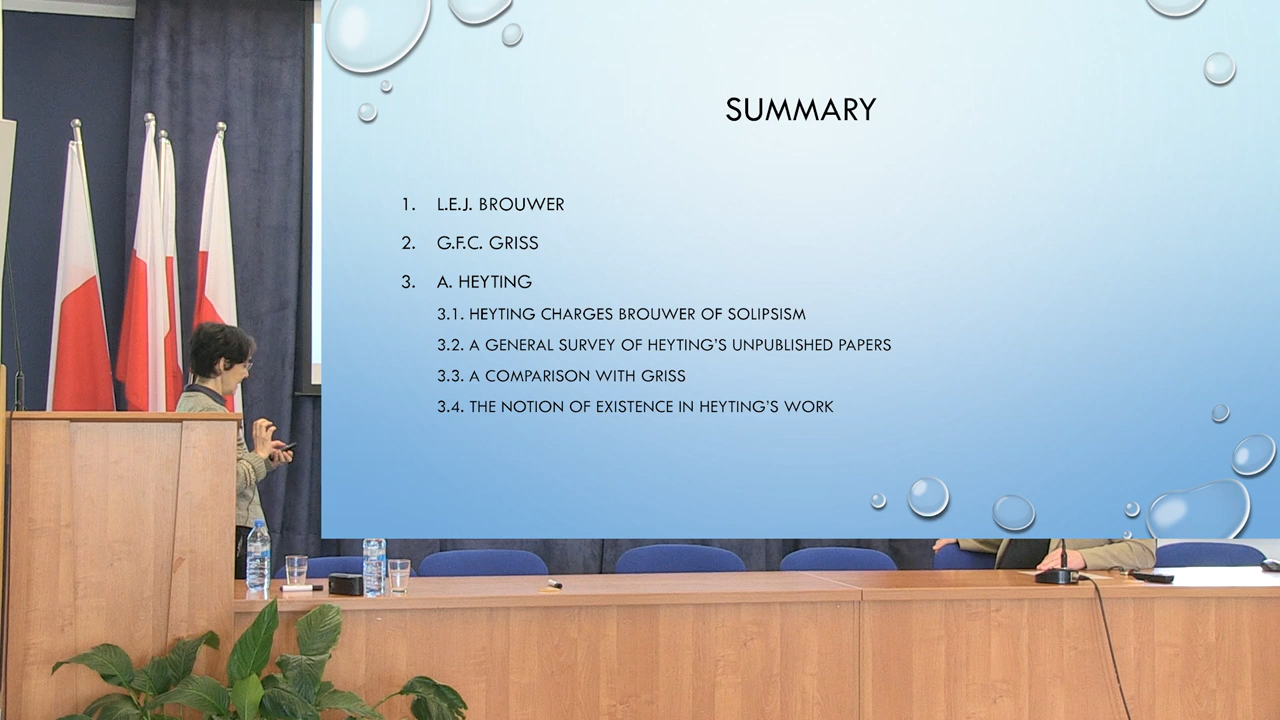 SUMMARY
1. L.E.J. BROUWER
2. G.F.C. GRISS
3. A. HEYTING
3.1. HEYTING CHARGES BROUWER OF SOLIPSISM
3.2. A GENERAL SURVEY OF HEYTING'S UNPUBLISHED PAPERS
3.3. A COMPARISON WITH GRISS
3.4. THE NOTION OF EXISTENCE IN HEYTING'S WORK